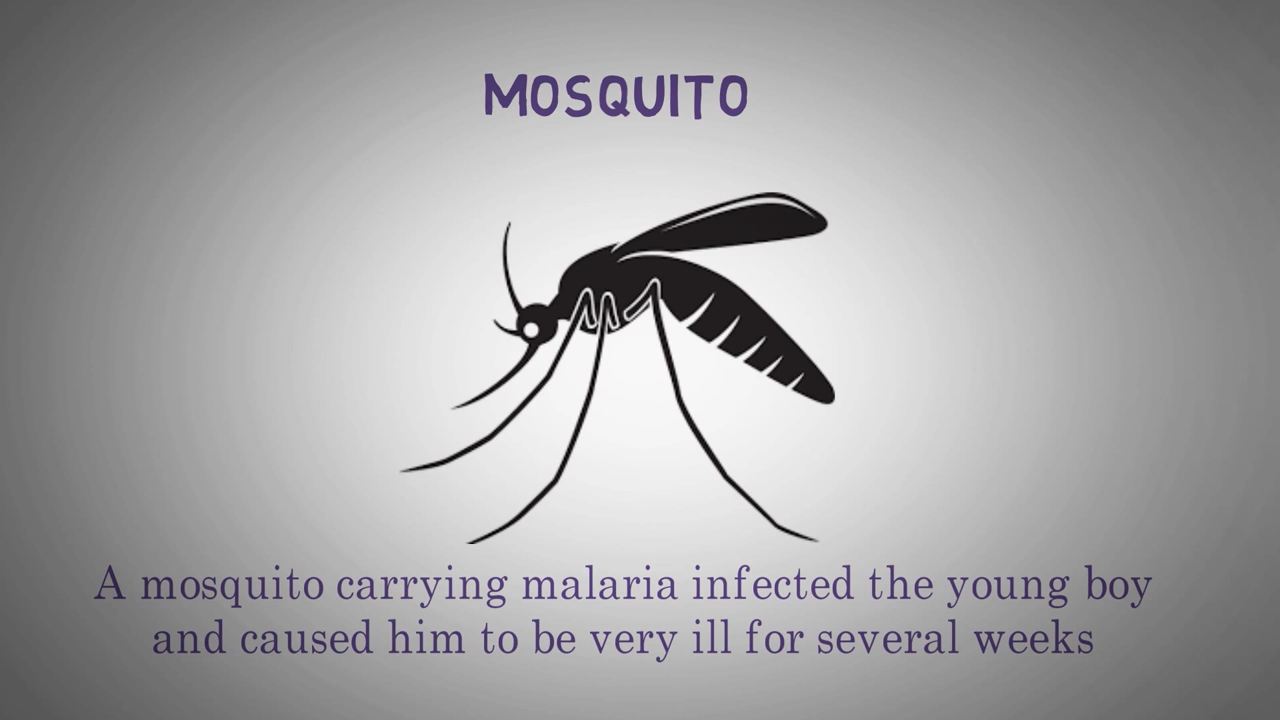 MOSQUITO
A mosquito carrying malaria infected the young boy
and caused him to be very ill for several weeks